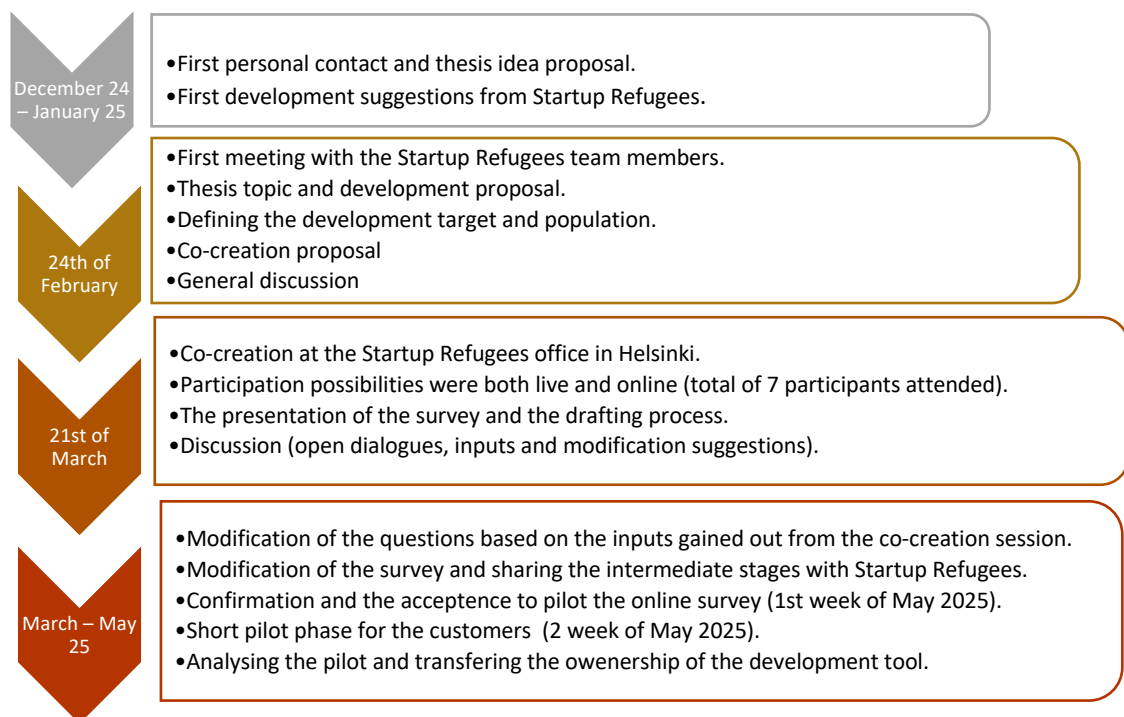 December 24
– January 25
•First personal contact and thesis idea proposal.
•First development suggestions from Startup Refugees.
24th of
February
•First meeting with the Startup Refugees team members.
•Thesis topic and development proposal.
•Defining the development target and population.
•Co-creation proposal
•General discussion
21st of
March
•Co-creation at the Startup Refugees office in Helsinki.
•Participation possibilities were both live and online (total of 7 participants attended).
•The presentation of the survey and the drafting process.
•Discussion (open dialogues, inputs and modification suggestions).
March – May
25
•Modification of the questions based on the inputs gained out from the co-creation session.
•Modification of the survey and sharing the intermediate stages with Startup Refugees.
•Confirmation and the acceptence to pilot the online survey (1st week of May 2025).
•Short pilot phase for the customers (2 week of May 2025).
•Analysing the pilot and transfering the owenership of the development tool.